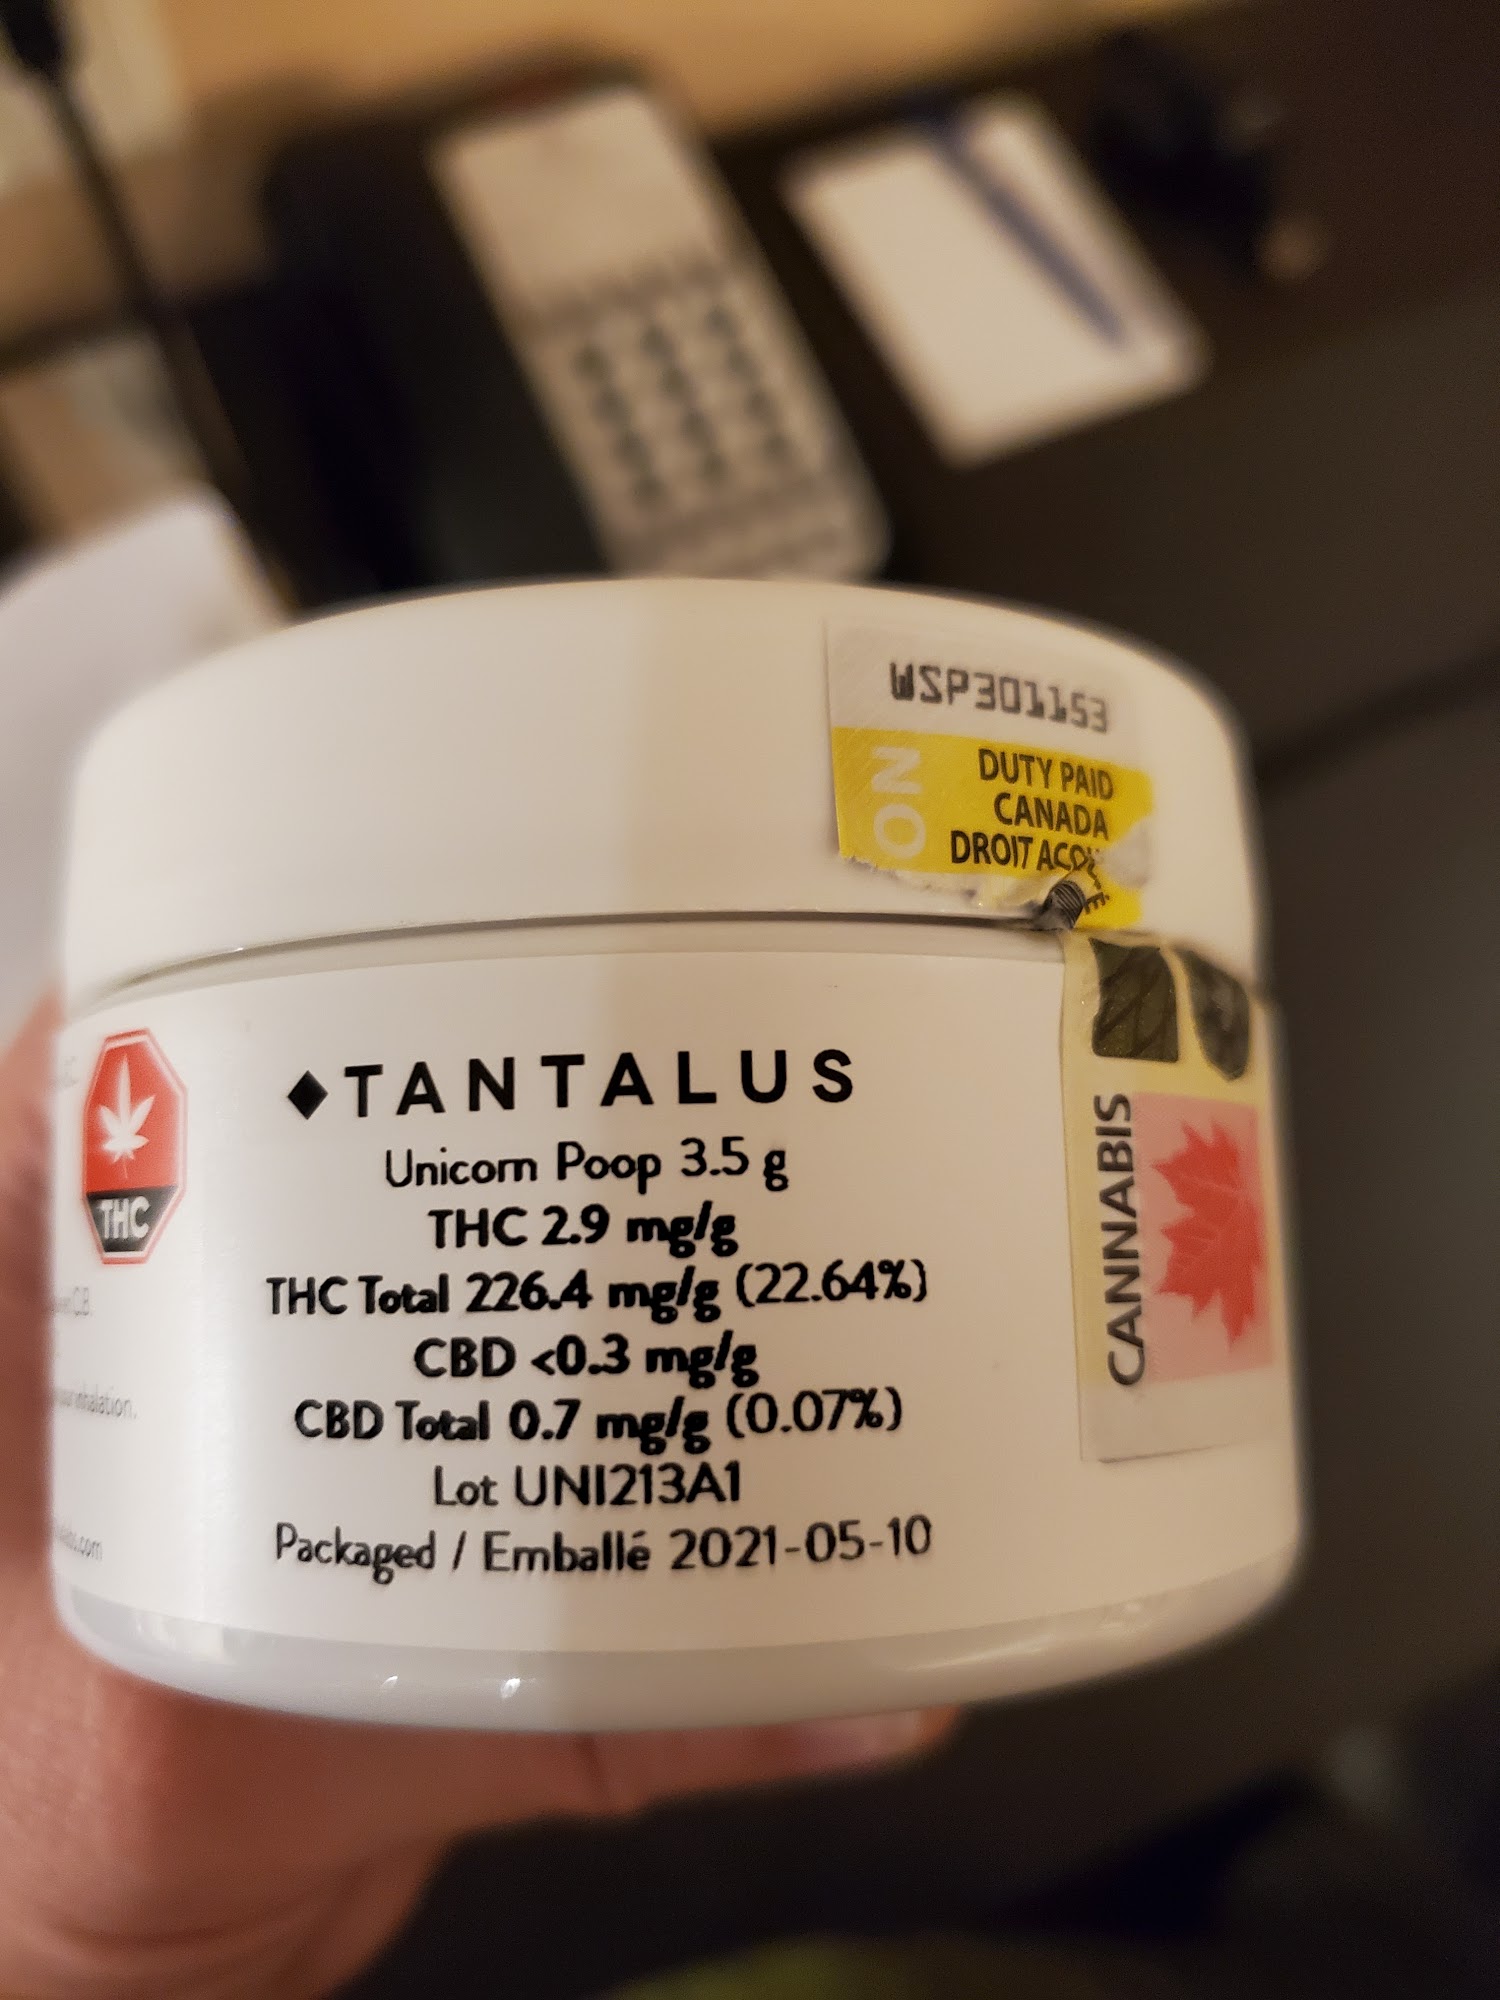 WSP301153
ON
DUTY PAID
CANADA
DROIT
TANTALUS
Unicorn Poop 3.5 g
THC 2.9 mg/g
THC Total 226.4 mg/g (22.64%)
CBD <0.3 mg/g
CBD Total 0.7 mg/g (0.07%)
Lot UNI213A1
Packaged / Emballé 2021-05-10
THC
inhalation.
CANNABIS